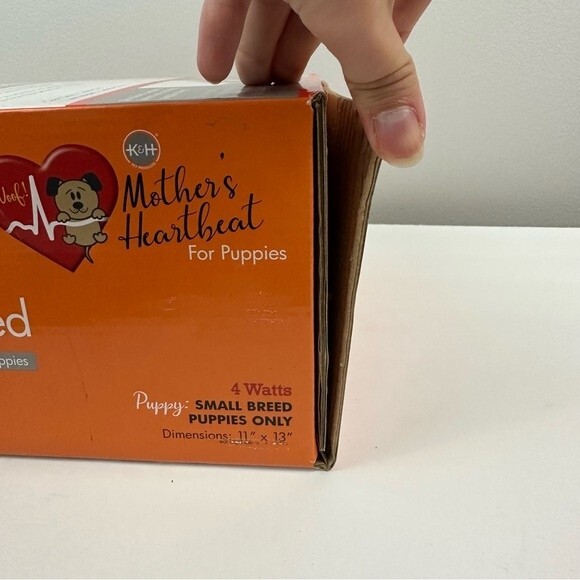 K&H
Woof!
Mother's
Heartbeat
For Puppies
ed
ppies
4 Watts
Puppy: SMALL BREED
PUPPIES ONLY
Dimensions: 11" x 13"